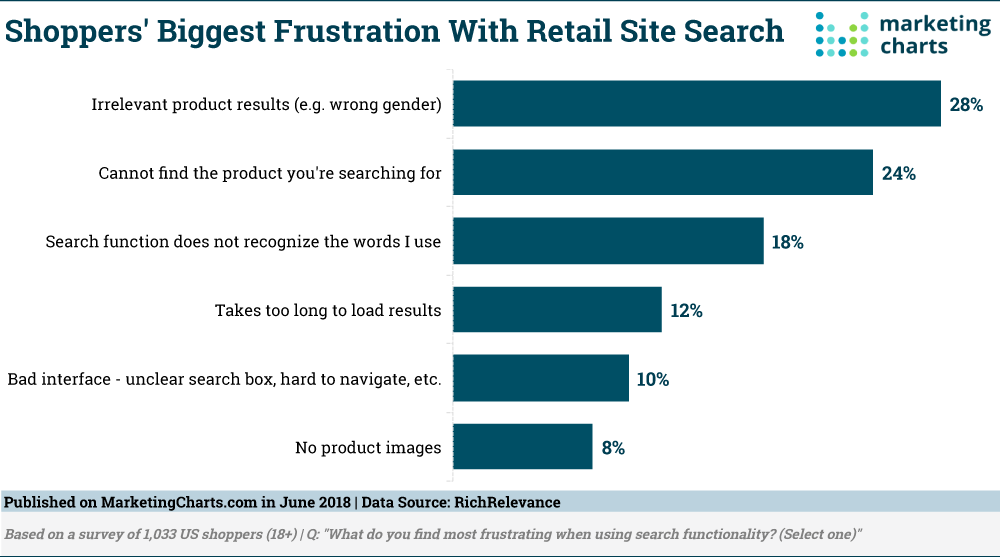 Shoppers' Biggest Frustration With Retail Site Search
marketing
charts
Irrelevant product results (e.g. wrong gender)
28%
Cannot find the product you're searching for
24%
Search function does not recognize the words I use
18%
Takes too long to load results
12%
Bad interface - unclear search box, hard to navigate, etc.
10%
No product images
8%
Published on MarketingCharts.com in June 2018 | Data Source: RichRelevance
Based on a survey of 1,033 US shoppers (18+) | Q: "What do you find most frustrating when using search functionality? (Select one)"